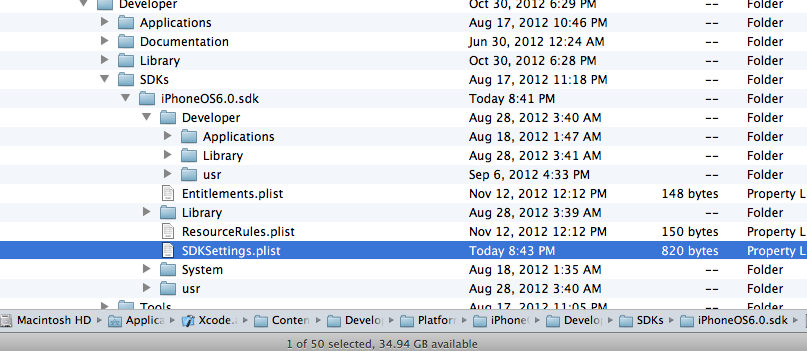 Developer Oct 30, 2012 6:29 PM -- Folder
Applications Aug 17, 2012 10:46 PM -- Folder
Documentation Jun 30, 2012 12:24 AM -- Folder
Library Oct 30, 2012 6:28 PM -- Folder
SDKs Aug 17, 2012 11:18 PM -- Folder
iPhoneOS6.0.sdk Today 8:41 PM -- Folder
Developer Aug 28, 2012 3:40 AM -- Folder
Applications Aug 18, 2012 1:47 AM -- Folder
Library Aug 28, 2012 3:41 AM -- Folder
usr Sep 6, 2012 4:33 PM -- Folder
Entitlements.plist Nov 12, 2012 12:12 PM 148 bytes Property L
Library Aug 28, 2012 3:39 AM -- Folder
ResourceRules.plist Nov 12, 2012 12:12 PM 150 bytes Property L
SDKSettings.plist Today 8:43 PM 820 bytes Property L
System Aug 18, 2012 1:35 AM -- Folder
usr Aug 28, 2012 3:40 AM -- Folder
Tools Aug 17, 2012 11:05 PM -- Folder
Macintosh HD Applica Xcode. Conten Develo Platforr iPhone Develo SDKs iPhoneOS6.0.sdk
1 of 50 selected, 34.94 GB available